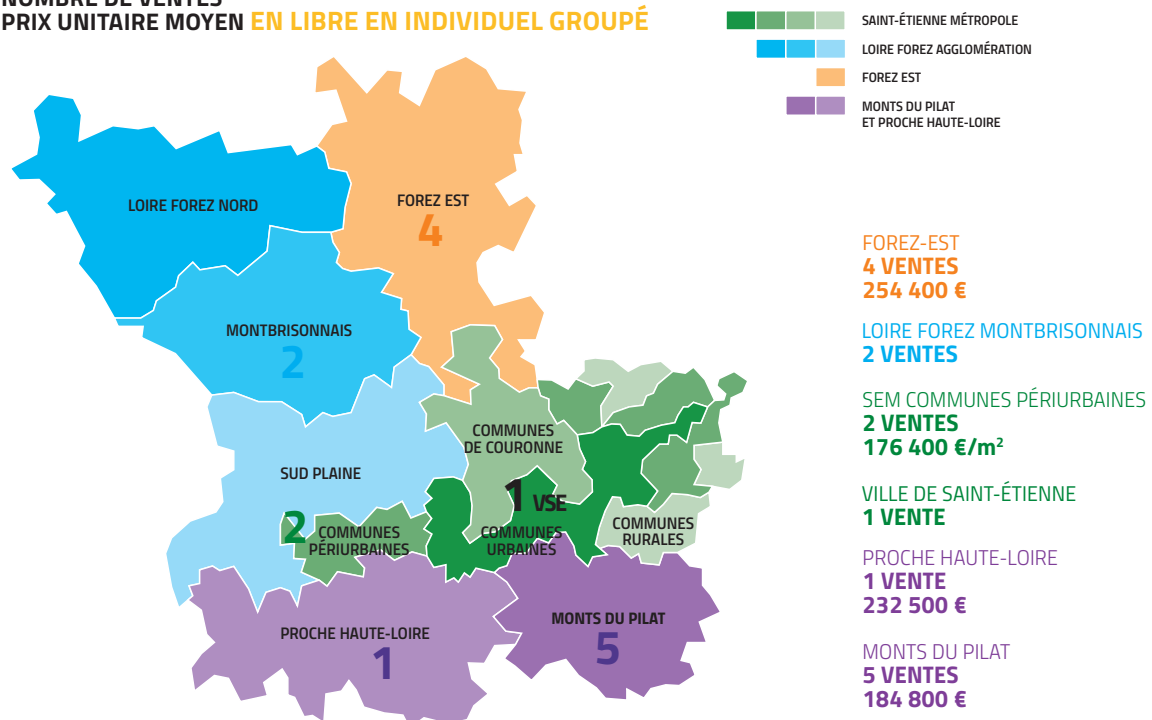 NOMBRE DE VENTES
PRIX UNITAIRE MOYEN EN LIBRE EN INDIVIDUEL GROUPÉ
SAINT-ÉTIENNE MÉTROPOLE
LOIRE FOREZ AGGLOMÉRATION
FOREZ EST
MONTS DU PILAT
ET PROCHE HAUTE-LOIRE
LOIRE FOREZ NORD
FOREZ EST
4
MONTBRISONNAIS
2
COMMUNES
DE COURONNE
SUD PLAINE
1 VSE
2
COMMUNES
PÉRIURBAINES
COMMUNES
URBAINES
COMMUNES
RURALES
PROCHE HAUTE-LOIRE
1
MONTS DU PILAT
5
FOREZ-EST
4 VENTES
254 400 €
LOIRE FOREZ MONTBRISONNAIS
2 VENTES
SEM COMMUNES PÉRIURBAINES
2 VENTES
176 400 €/m²
VILLE DE SAINT-ÉTIENNE
1 VENTE
PROCHE HAUTE-LOIRE
1 VENTE
232 500 €
MONTS DU PILAT
5 VENTES
184 800 €